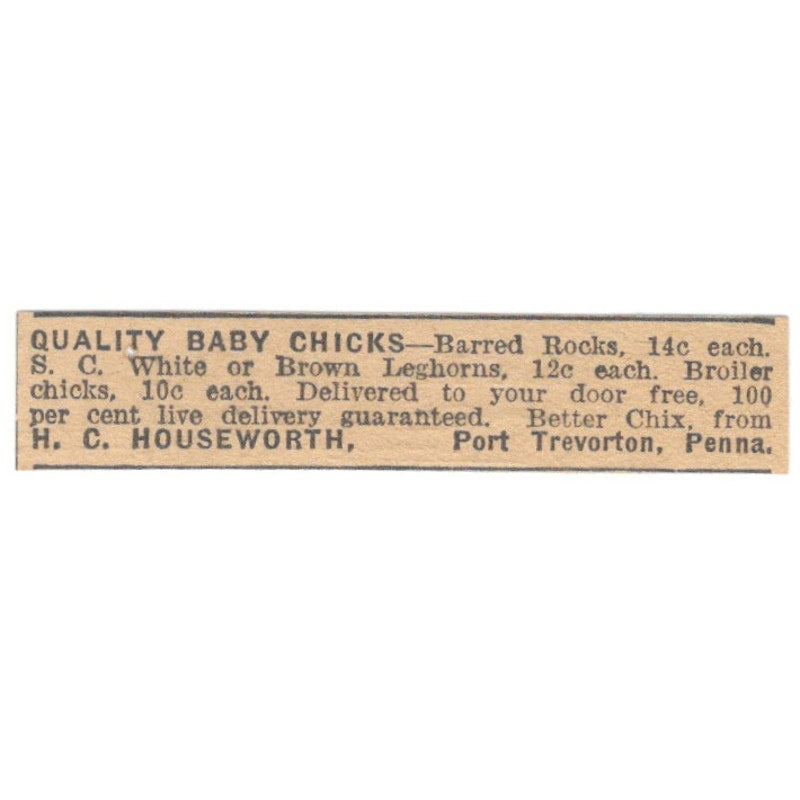 QUALITY BABY CHICKS—Barred Rocks, 14c each.
S. C. White or Brown Leghorns, 12c each. Broiler
chicks, 10c each. Delivered to your door free, 100
per cent live delivery guaranteed. Better Chix, from
H. C. HOUSEWORTH, Port Trevorton, Penna.